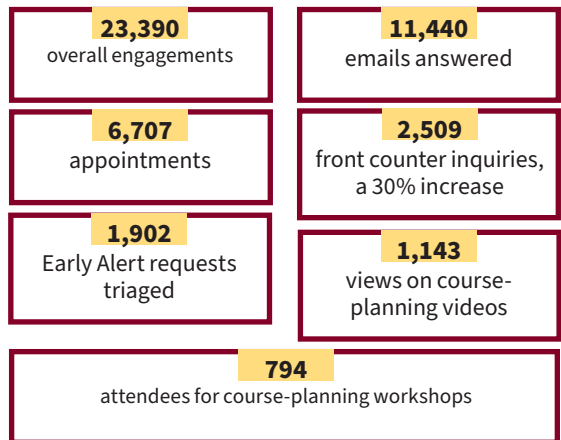 23,390
overall engagements
11,440
emails answered
6,707
appointments
2,509
front counter inquiries,
a 30% increase
1,902
Early Alert requests
triaged
1,143
views on course-
planning videos
794
attendees for course-planning workshops